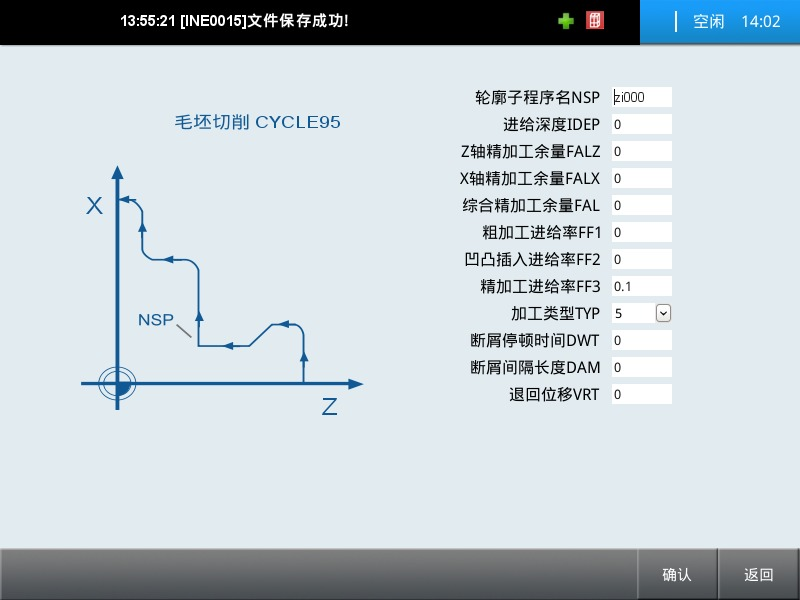 13:55:21 [INE0015]文件保存成功!
空闲 14:02
毛坯切削 CYCLE95
X
NSP
Z
轮廓子程序名NSP zi000
进给深度IDEP 0
Z轴精加工余量FALZ 0
X轴精加工余量FALX 0
综合精加工余量FAL 0
粗加工进给率FF1 0
凹凸插入进给率FF2 0
精加工进给率FF3 0.1
加工类型TYP 5
断屑停顿时间DWT 0
断屑间隔长度DAM 0
退回位移VRT 0
确认 返回